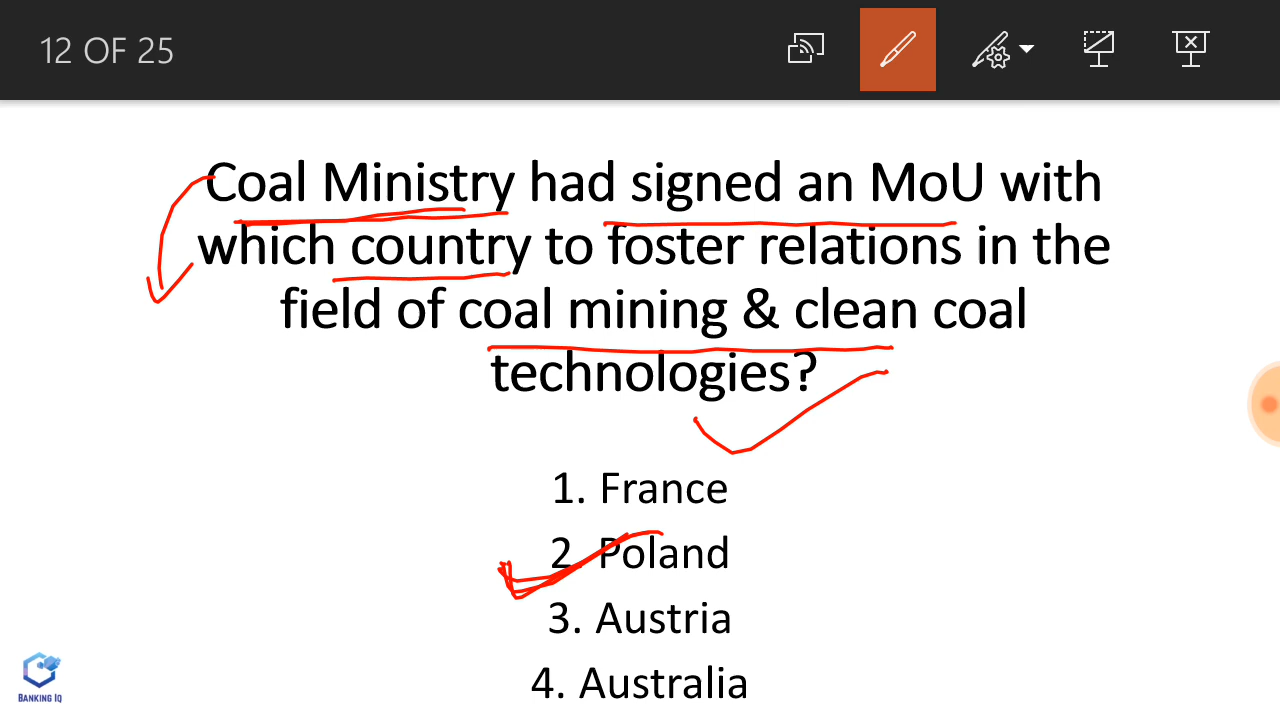 12 OF 25
Coal Ministry had signed an MoU with
which country to foster relations in the
field of coal mining & clean coal
technologies?
1. France
2. Poland
3. Austria
4. Australia
BANKING IQ